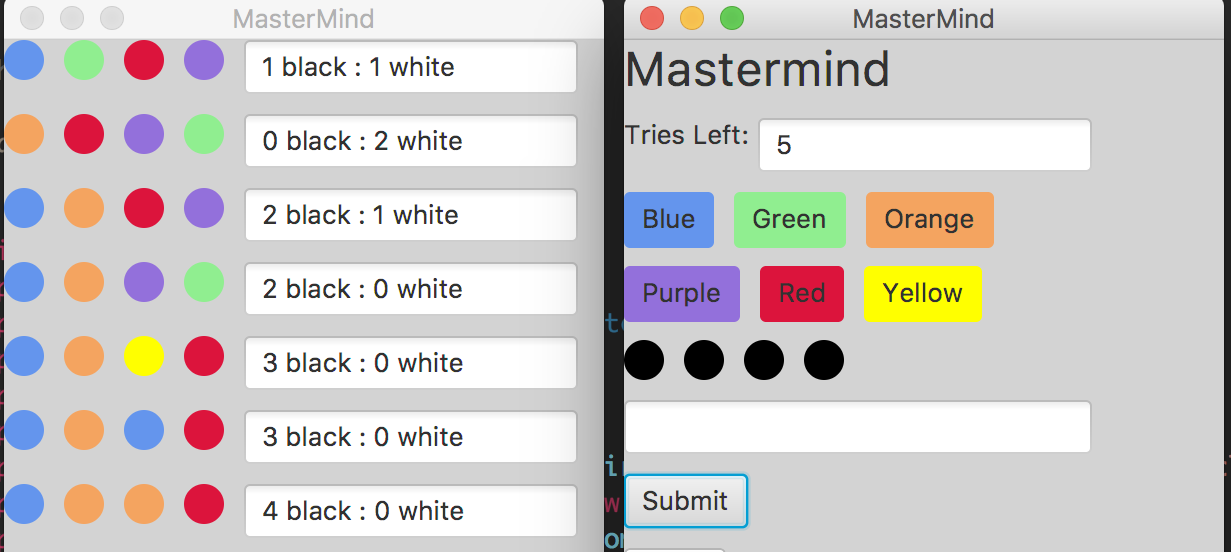 MasterMind
1 black : 1 white
0 black : 2 white
2 black : 1 white
2 black : 0 white
3 black : 0 white
3 black : 0 white
4 black : 0 white
MasterMind
Mastermind
Tries Left: 5
Blue Green Orange
Purple Red Yellow
Submit